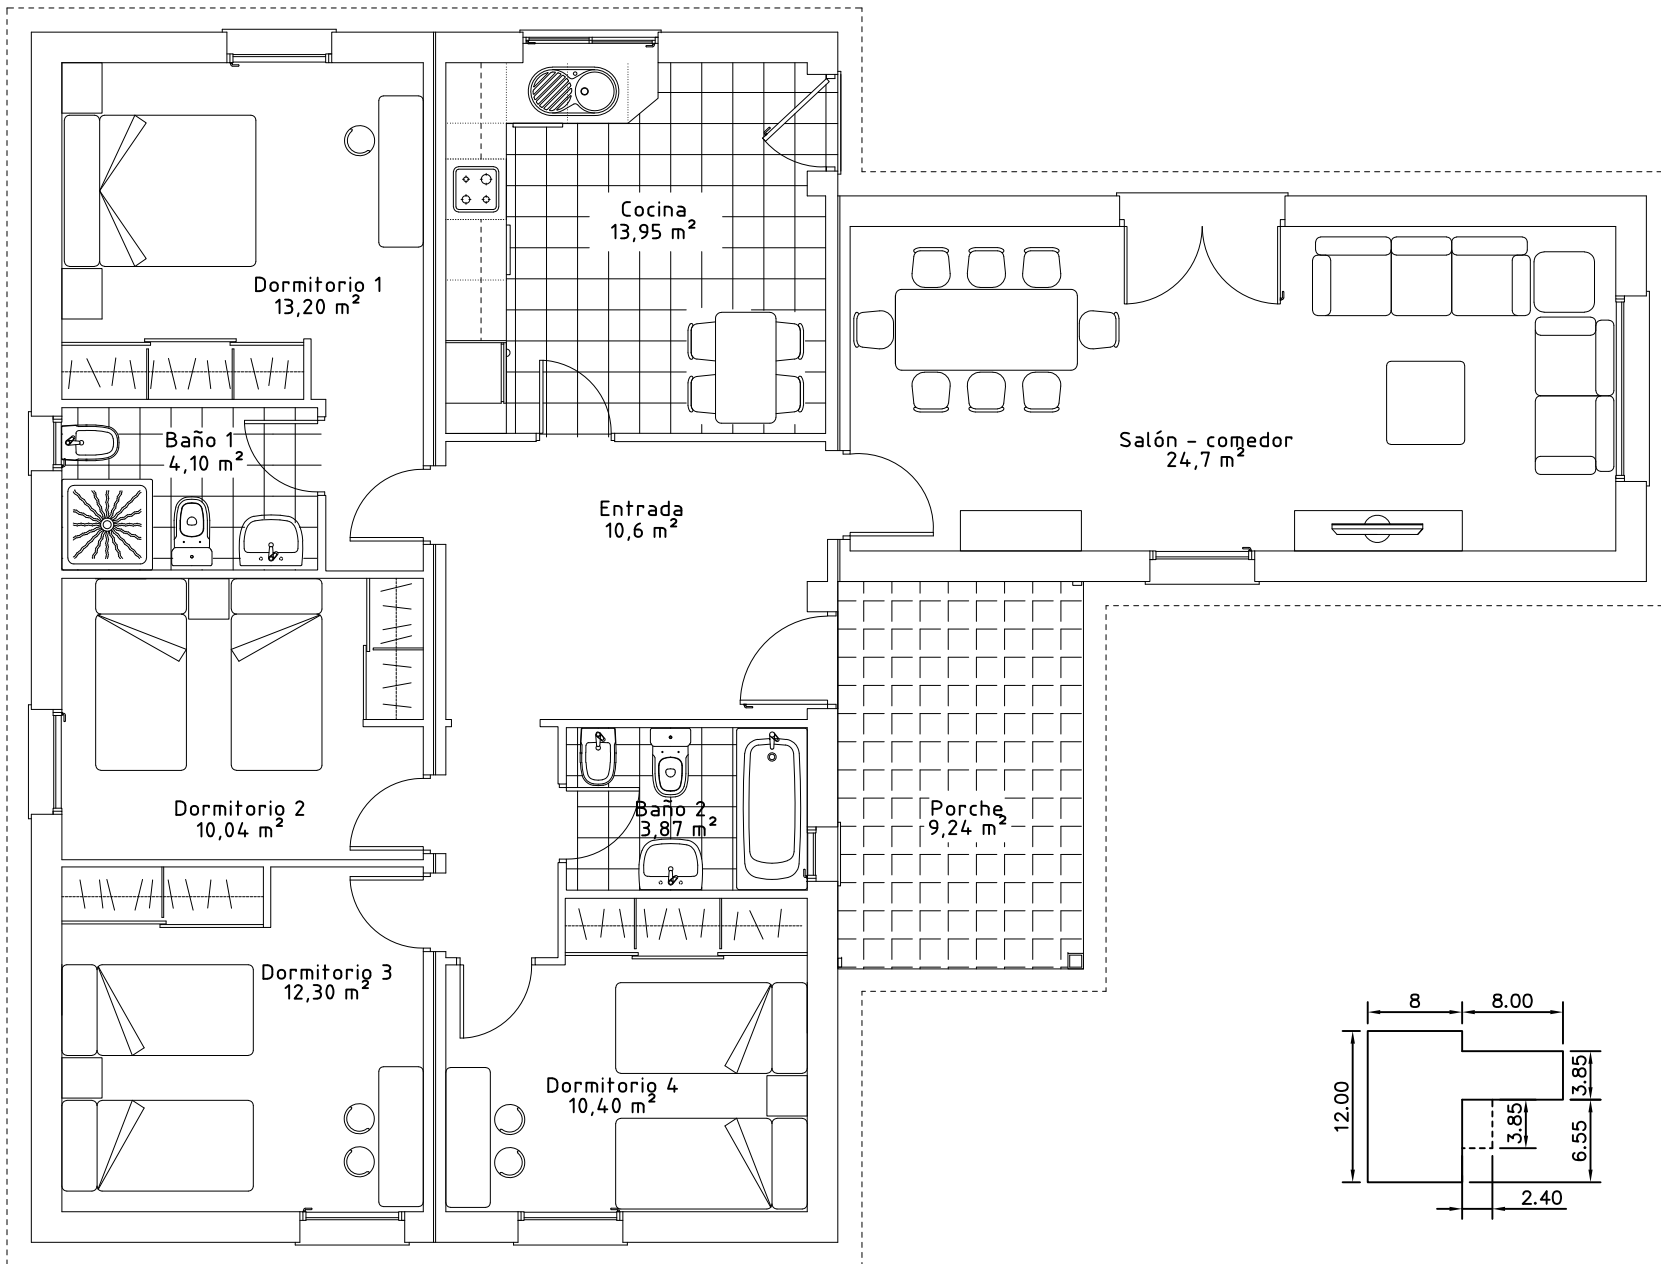 Cocina
13,95 m²
Dormitorio 1
13,20 m²
Baño 1
4,10 m²
Salón - comedor
24,7 m²
Entrada
10,6 m²
Dormitorio 2
10,04 m²
Baño 2
3,87 m²
Porche
9,24 m²
Dormitorio 3
12,30 m²
Dormitorio 4
10,40 m²
8
8.00
12.00
3.85
3.85
6.55
2.40